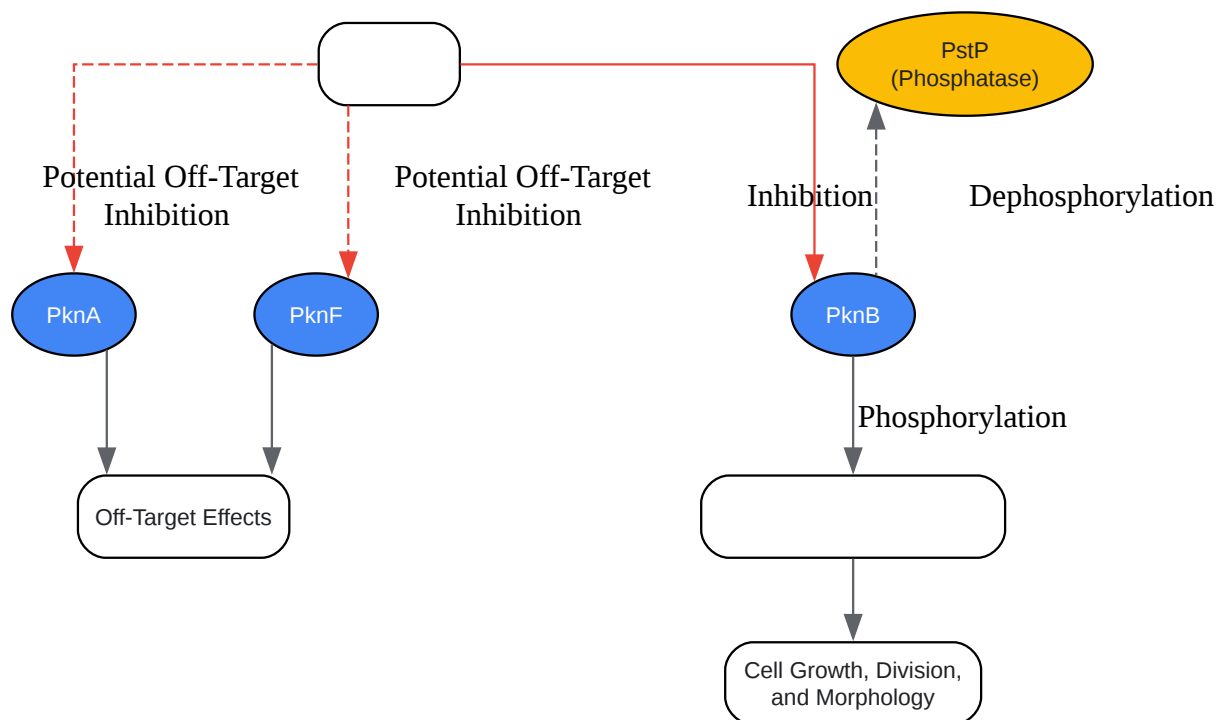 PstP
(Phosphatase)
Potential Off-Target
Inhibition
Potential Off-Target
Inhibition
Inhibition
Dephosphorylation
PknA
PknF
PknB
Phosphorylation
Off-Target Effects
Cell Growth, Division,
and Morphology